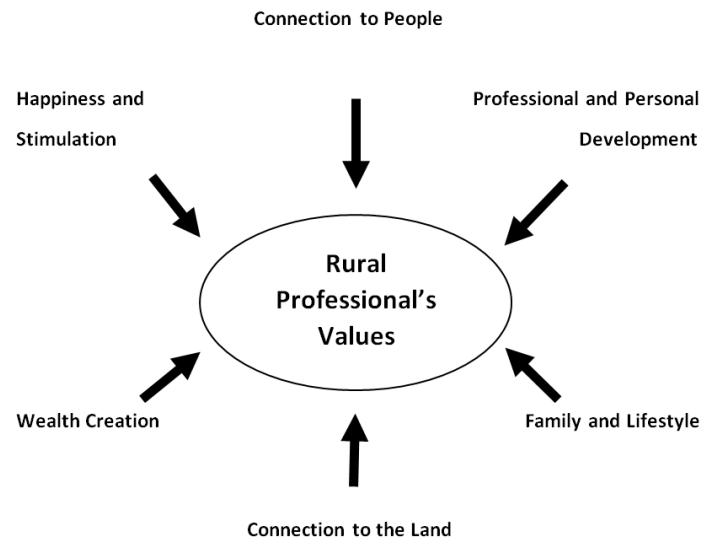 Connection to People
Happiness and
Stimulation
Professional and Personal
Development
Rural
Professional’s
Values
Wealth Creation
Family and Lifestyle
Connection to the Land